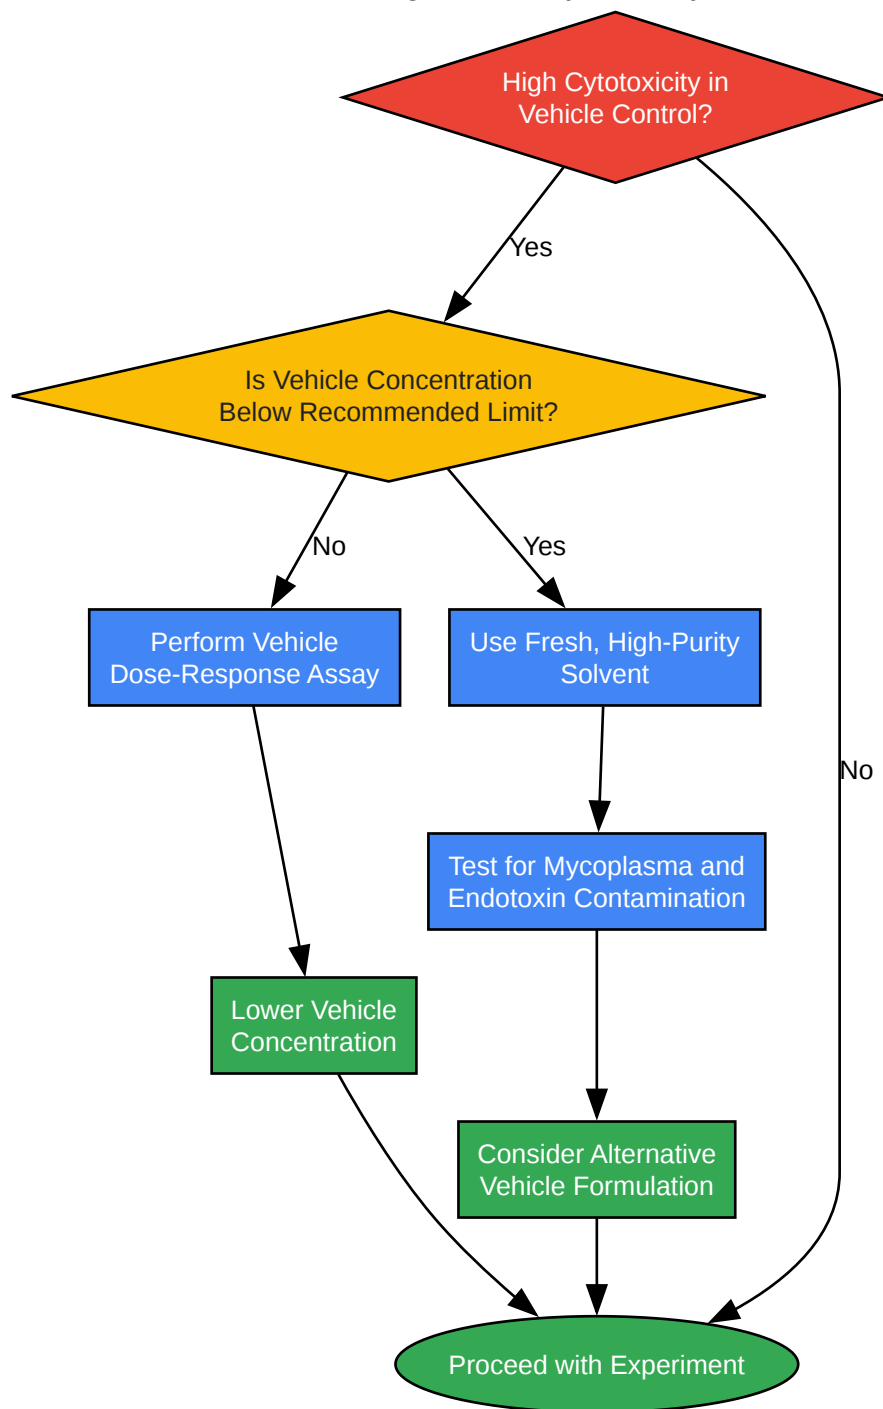 High Cytotoxicity in
Vehicle Control?
Yes
Is Vehicle Concentration
Below Recommended Limit?
No
Yes
Perform Vehicle
Dose-Response Assay
Use Fresh, High-Purity
Solvent
No
Test for Mycoplasma and
Endotoxin Contamination
Lower Vehicle
Concentration
Consider Alternative
Vehicle Formulation
Proceed with Experiment